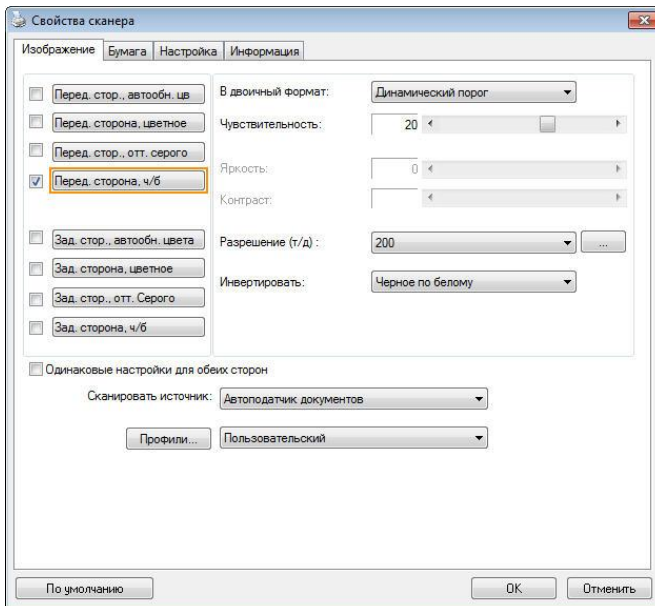 Свойства сканера
Изображение Бумага Настройка Информация
Перед. стор., автообн. цв В двоичный формат: Динамический порог
Перед. сторона, цветное Чувствительность: 20
Перед. стор., отт. серого Яркость: 0
Перед. сторона, ч/б Контраст:
Зад. стор., автообн. цвета Разрешение (т/д) : 200 ...
Зад. сторона, цветное Инвертировать: Черное по белому
Зад. стор., отт. Серого
Зад. сторона, ч/б
Одинаковые настройки для обеих сторон
Сканировать источник: Автоподатчик документов
Профили... Пользовательский
По умолчанию OK Отменить